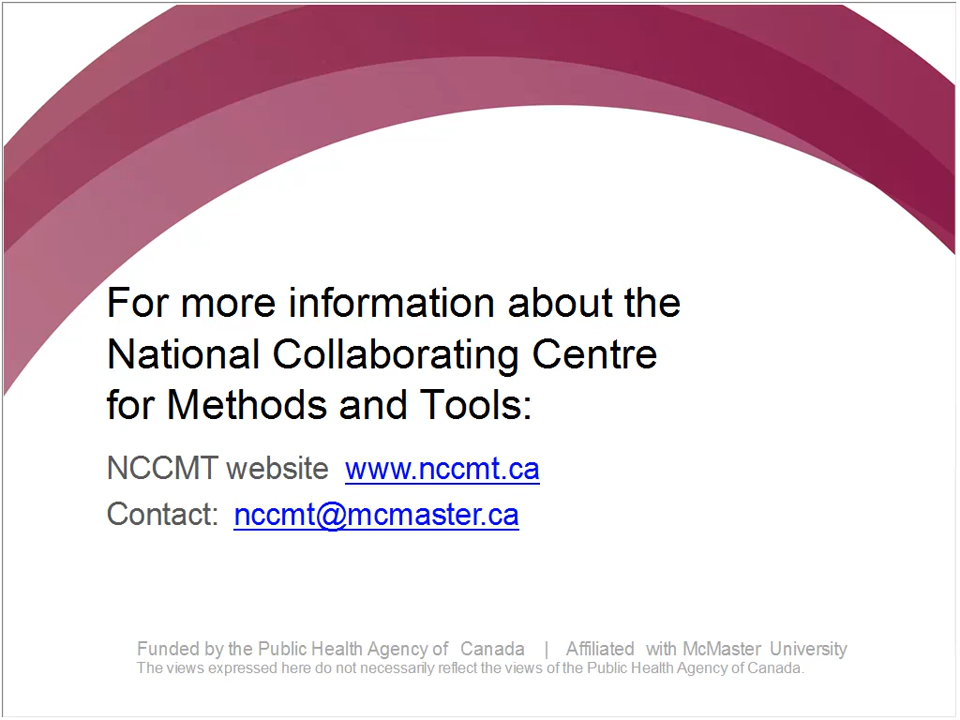 For more information about the
National Collaborating Centre
for Methods and Tools:
NCCMT website www.nccmt.ca
Contact: nccmt@mcmaster.ca
Funded by the Public Health Agency of Canada | Affiliated with McMaster University
The views expressed here do not necessarily reflect the views of the Public Health Agency of Canada.